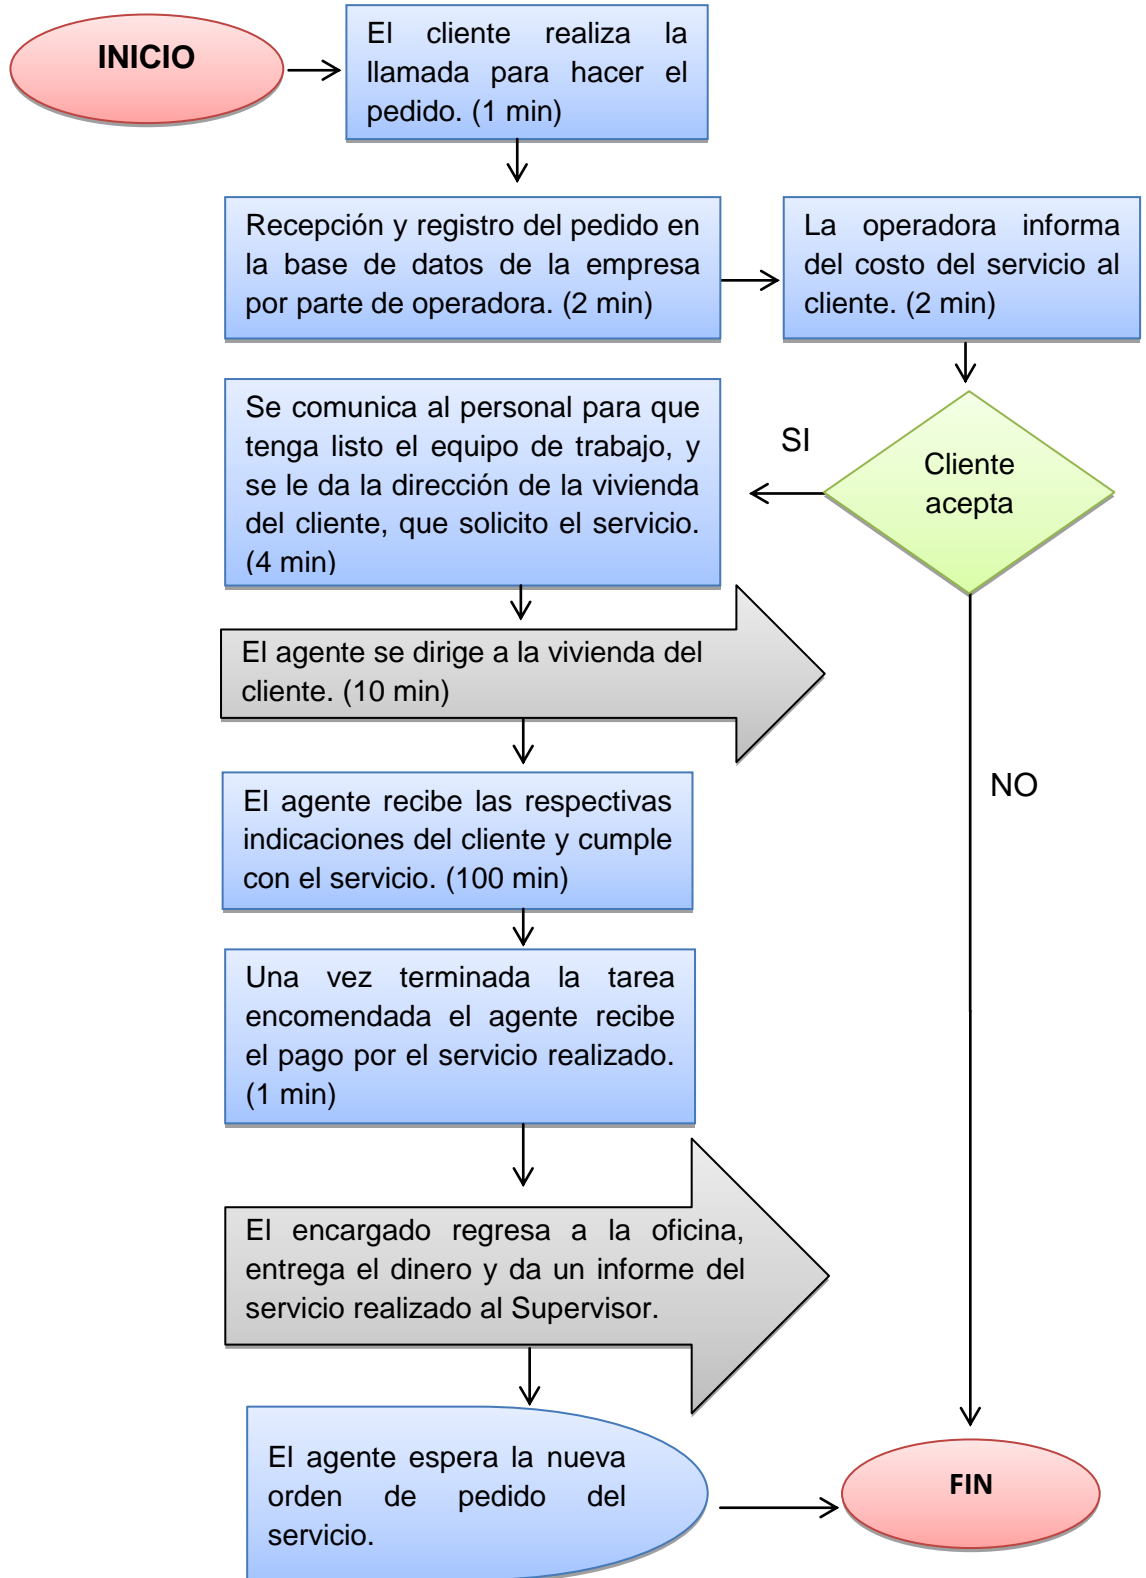 INICIO
El cliente realiza la
llamada para hacer el
pedido. (1 min)
Recepción y registro del pedido en
la base de datos de la empresa
por parte de operadora. (2 min)
La operadora informa
del costo del servicio al
cliente. (2 min)
Se comunica al personal para que
tenga listo el equipo de trabajo, y
se le da la dirección de la vivienda
del cliente, que solicito el servicio.
(4 min)
SI
Cliente
acepta
El agente se dirige a la vivienda del
cliente. (10 min)
NO
El agente recibe las respectivas
indicaciones del cliente y cumple
con el servicio. (100 min)
Una vez terminada la tarea
encomendada el agente recibe
el pago por el servicio realizado.
(1 min)
El encargado regresa a la oficina,
entrega el dinero y da un informe del
servicio realizado al Supervisor.
El agente espera la nueva
orden de pedido del
servicio.
FIN